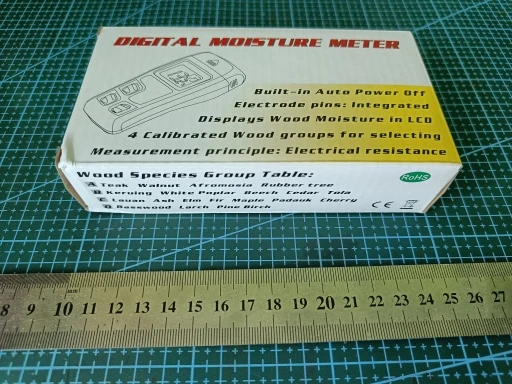 DIGITAL MOISTURE METER
Built-in Auto Power Off
Electrode pins: Integrated
Displays Wood Moisture in LCD
4 Calibrated Wood groups for selecting
Measurement principle: Electrical resistance
Wood Species Group Table:
A Teak Walnut Afromosia Rubber tree
B Keruing White Poplar Brech Cedar Tola
C Lauan Ash Elm Fir Maple Padauk Cherry
D Basswood Larch Pine Birch
RoHS
CE
8 9 10 11 12 13 14 15 16 17 18 19 20 21 22 23 24 25 26 27